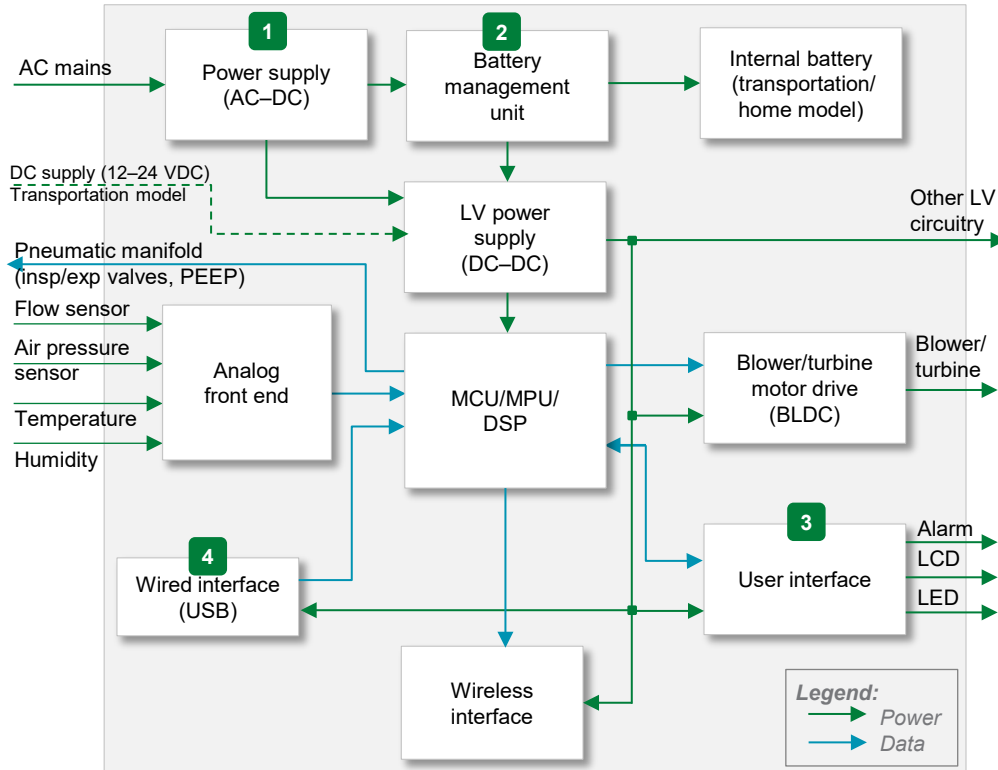 1
Power supply
(AC–DC)
2
Battery
management
unit
Internal battery
(transportation/
home model)
AC mains
DC supply (12–24 VDC)
Transportation model
LV power
supply
(DC–DC)
Other LV
circuitry
Pneumatic manifold
(insp/exp valves, PEEP)
Flow sensor
Air pressure
sensor
Temperature
Humidity
Analog
front end
MCU/MPU/
DSP
Blower/turbine
motor drive
(BLDC)
Blower/
turbine
3
User interface
Alarm
LCD
LED
4
Wired interface
(USB)
Wireless
interface
Legend:
Power
Data